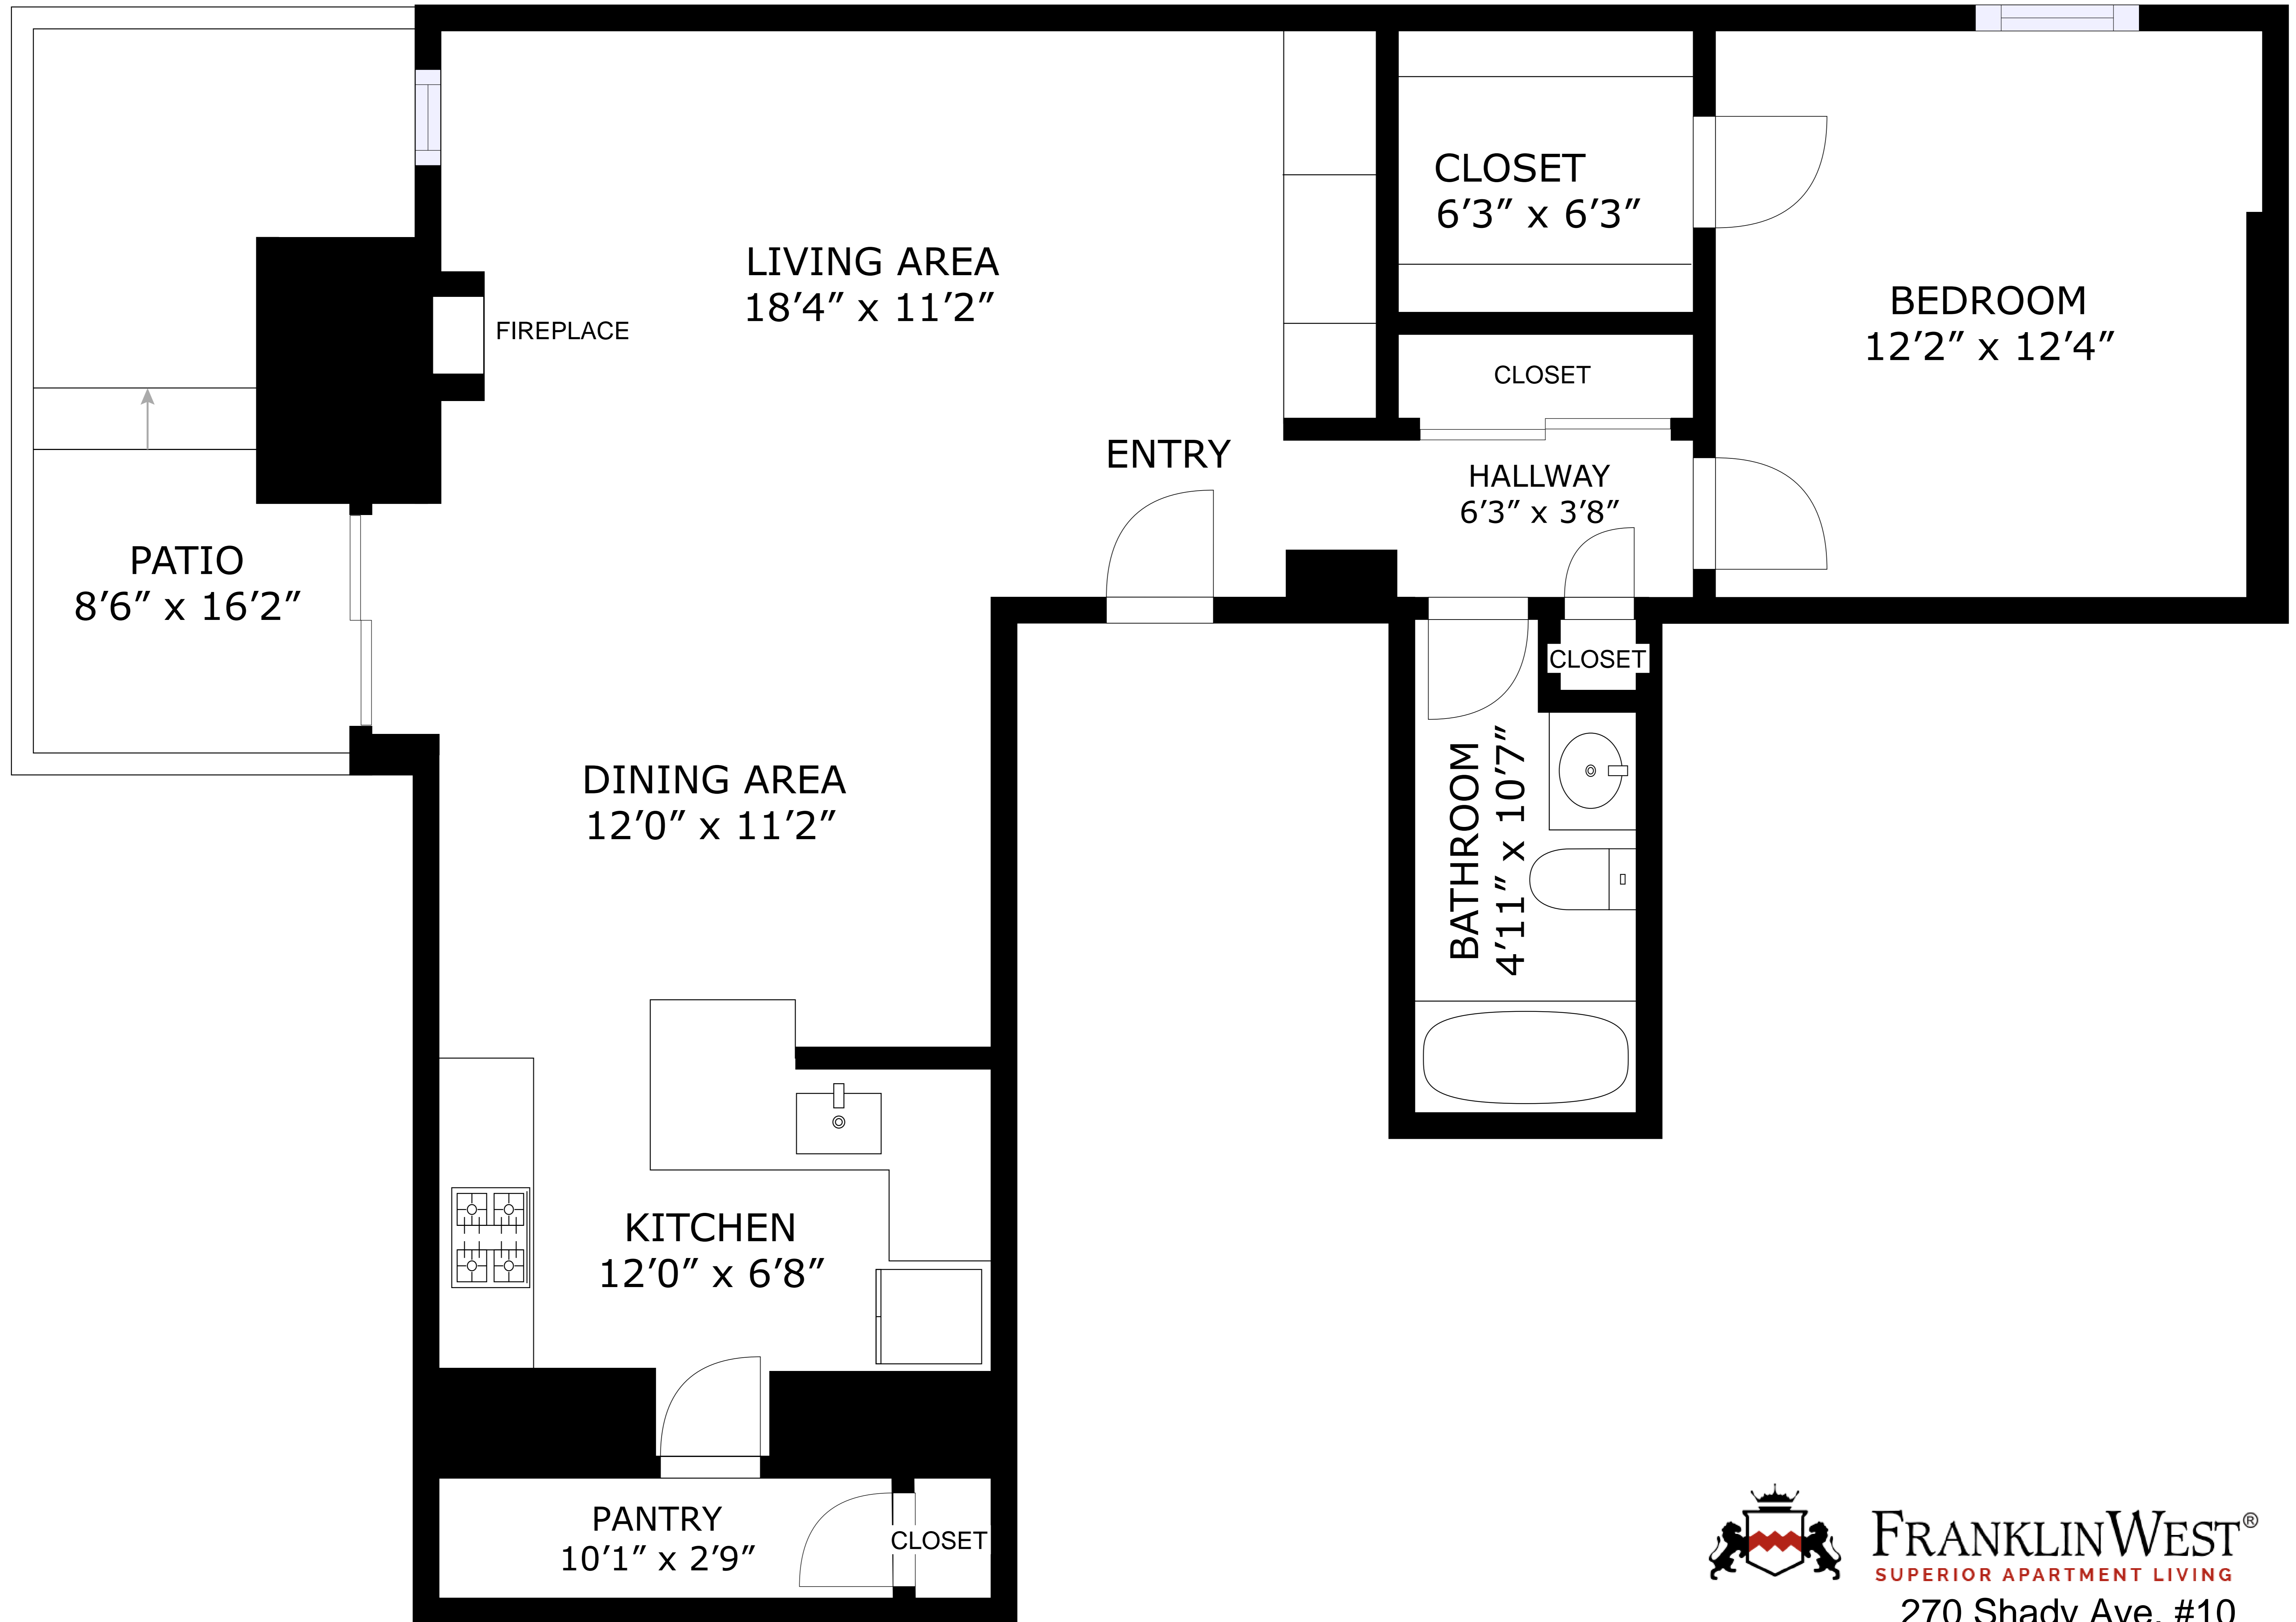 CLOSET
6′3″ x 6′3″
LIVING AREA
18′4″ x 11′2″
BEDROOM
12′2″ x 12′4″
FIREPLACE
CLOSET
ENTRY
HALLWAY
6′3″ x 3′8″
PATIO
8′6″ x 16′2″
CLOSET
DINING AREA
12′0″ x 11′2″
BATHROOM
4′11″ x 10′7″
KITCHEN
12′0″ x 6′8″
PANTRY
10′1″ x 2′9″
CLOSET
FRANKLINWEST®
SUPERIOR APARTMENT LIVING
270 Shady Ave. #10